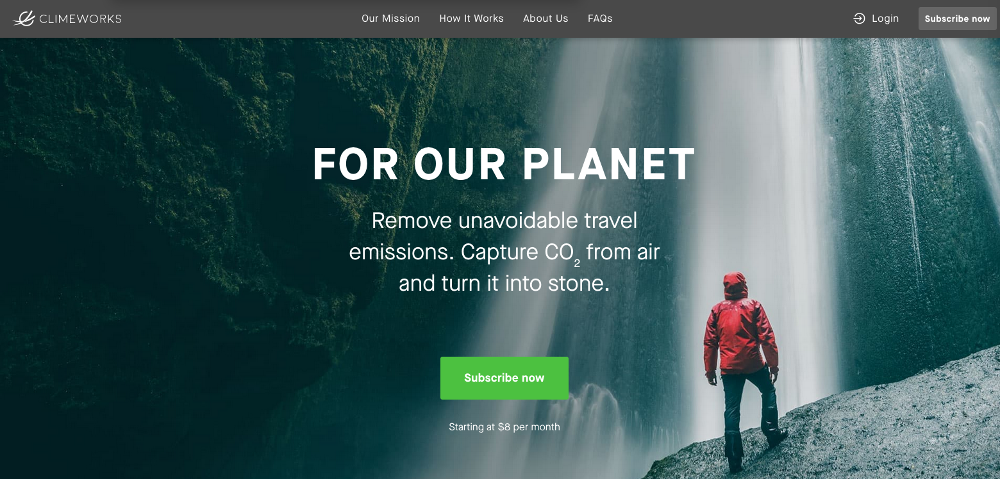 CLIMEWORKS
Our Mission
How It Works
About Us
FAQs
Login
Subscribe now
FOR OUR PLANET
Remove unavoidable travel
emissions. Capture CO₂ from air
and turn it into stone.
Subscribe now
Starting at $8 per month